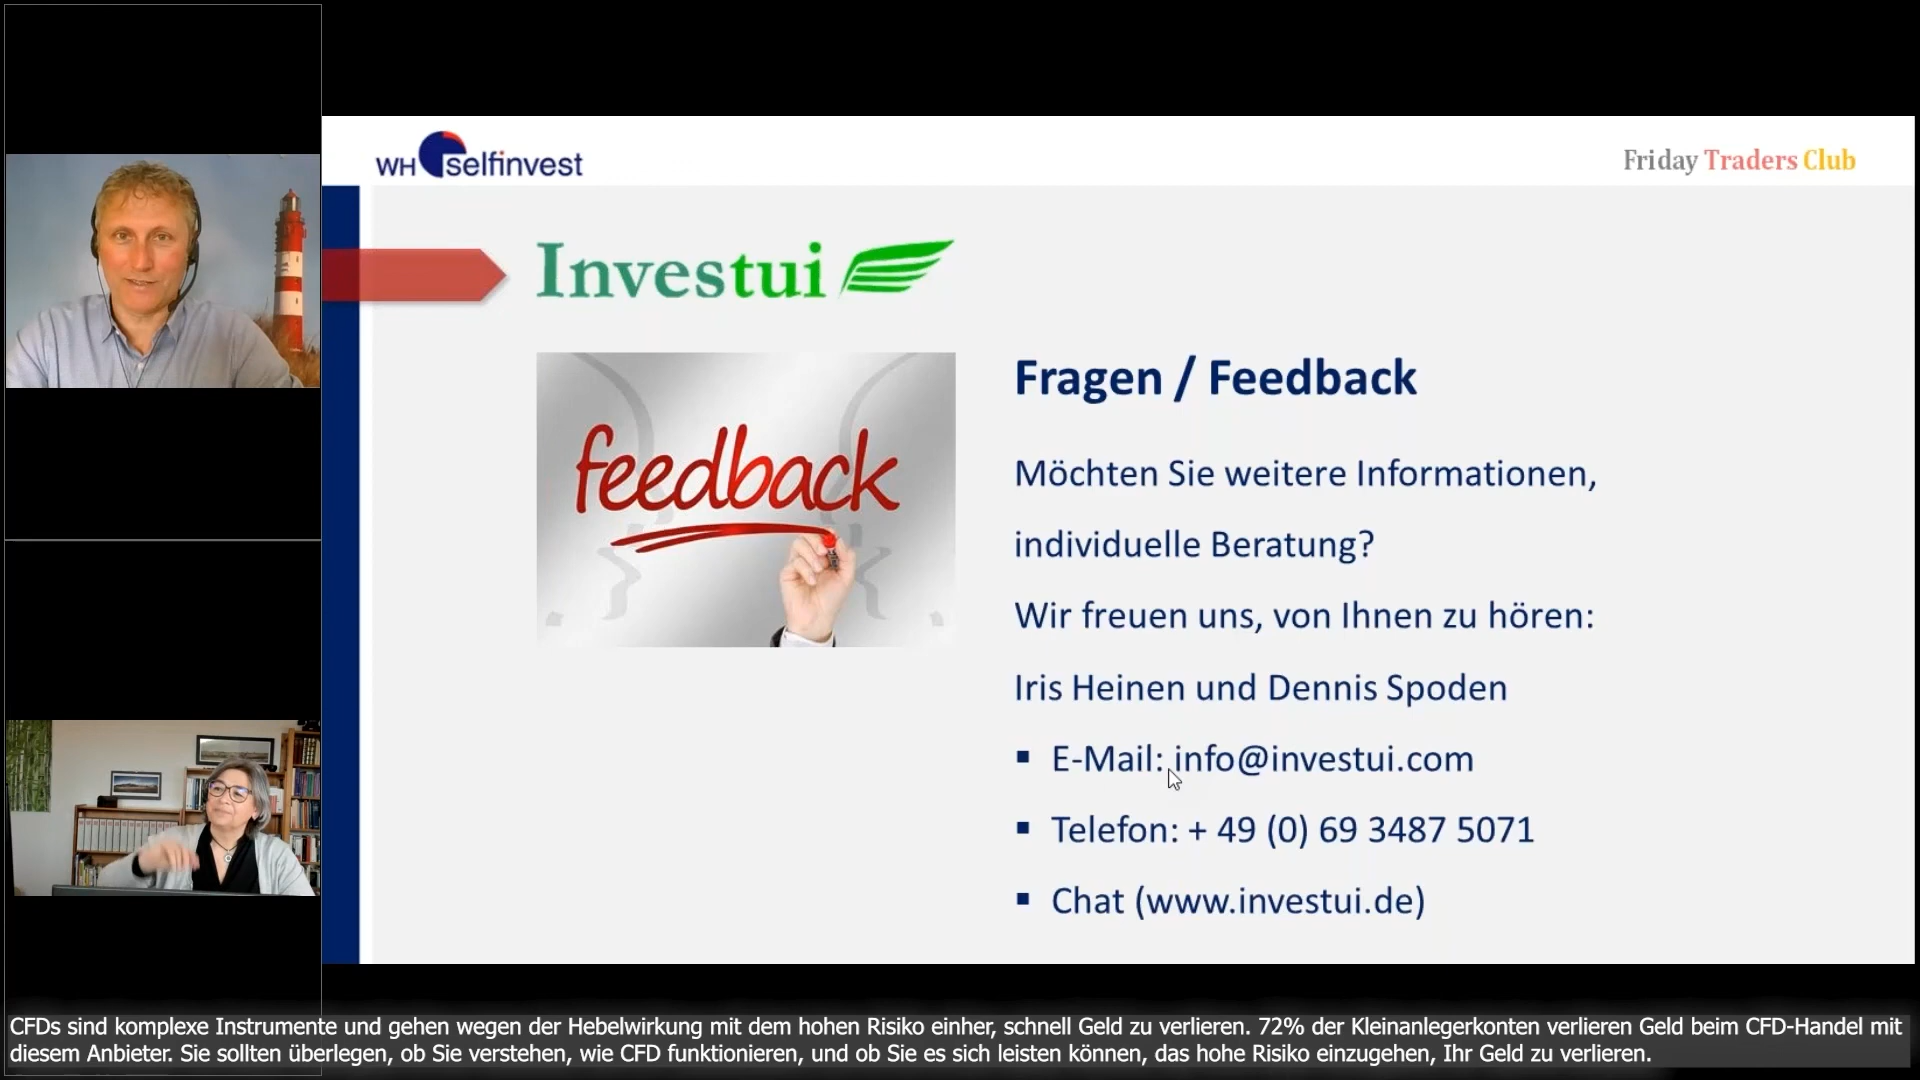 WH selfinvest
Friday Traders Club
Investui
feedback
Fragen / Feedback
Möchten Sie weitere Informationen,
individuelle Beratung?
Wir freuen uns, von Ihnen zu hören:
Iris Heinen und Dennis Spoden
▪ E-Mail: info@investui.com
▪ Telefon: + 49 (0) 69 3487 5071
▪ Chat (www.investui.de)
CFDs sind komplexe Instrumente und gehen wegen der Hebelwirkung mit dem hohen Risiko einher, schnell Geld zu verlieren. 72% der Kleinanlegerkonten verlieren Geld beim CFD-Handel mit
diesem Anbieter. Sie sollten überlegen, ob Sie verstehen, wie CFD funktionieren, und ob Sie es sich leisten können, das hohe Risiko einzugehen, Ihr Geld zu verlieren.